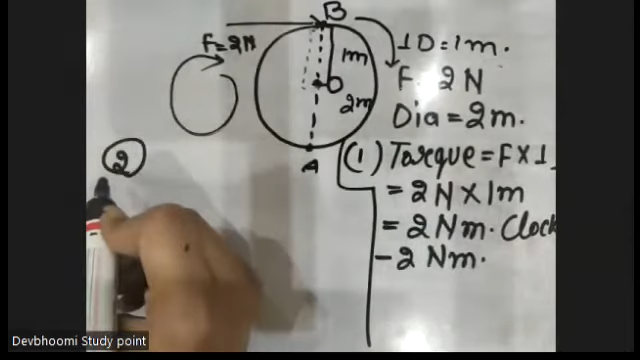 B
F=2N
1m
O
2m
A
⊥D=1m.
F 2N
Dia=2m.
(1) Torque=F×⊥
=2N×1m
=2Nm. Clock
-2Nm.
2
Devbhoomi Study point